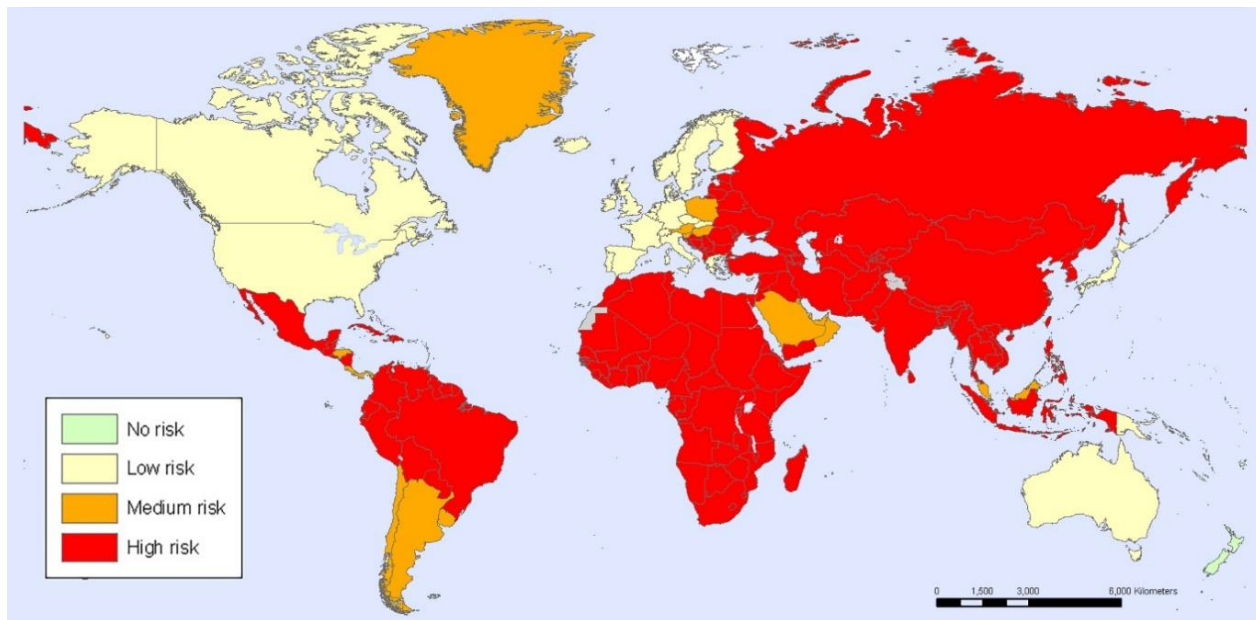 No risk
Low risk
Medium risk
High risk
0 1,500 3,000 6,000 Kilometers